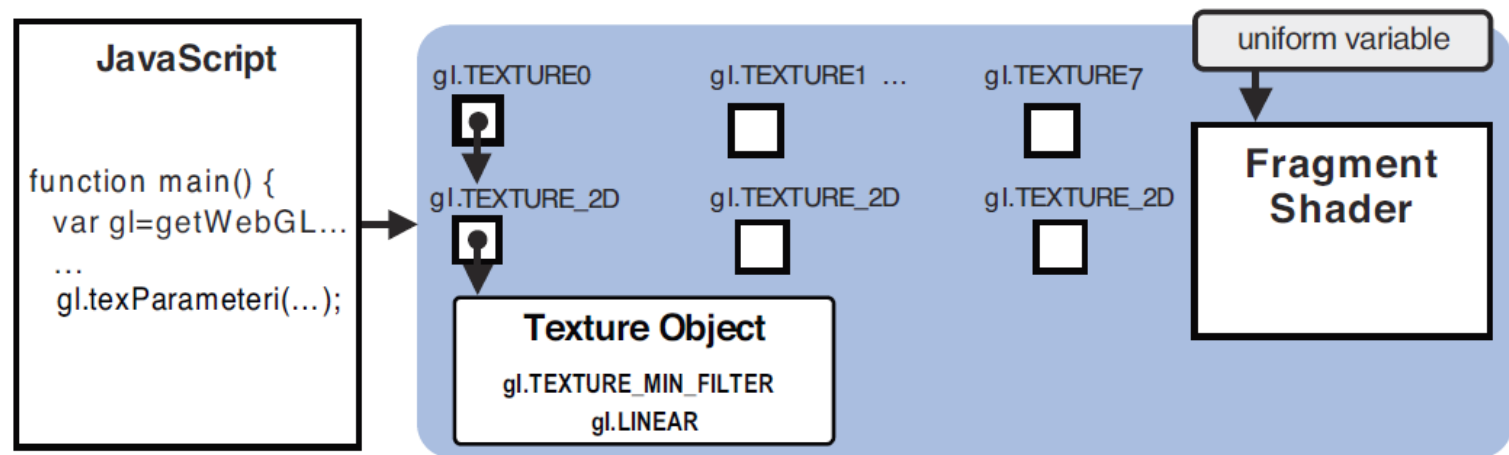 JavaScript
function main() {
var gl=getWebGL...
...
gl.texParameteri(...);
gl.TEXTURE0
gl.TEXTURE1 ...
gl.TEXTURE7
gl.TEXTURE_2D
gl.TEXTURE_2D
gl.TEXTURE_2D
Texture Object
gl.TEXTURE_MIN_FILTER
gl.LINEAR
uniform variable
Fragment
Shader